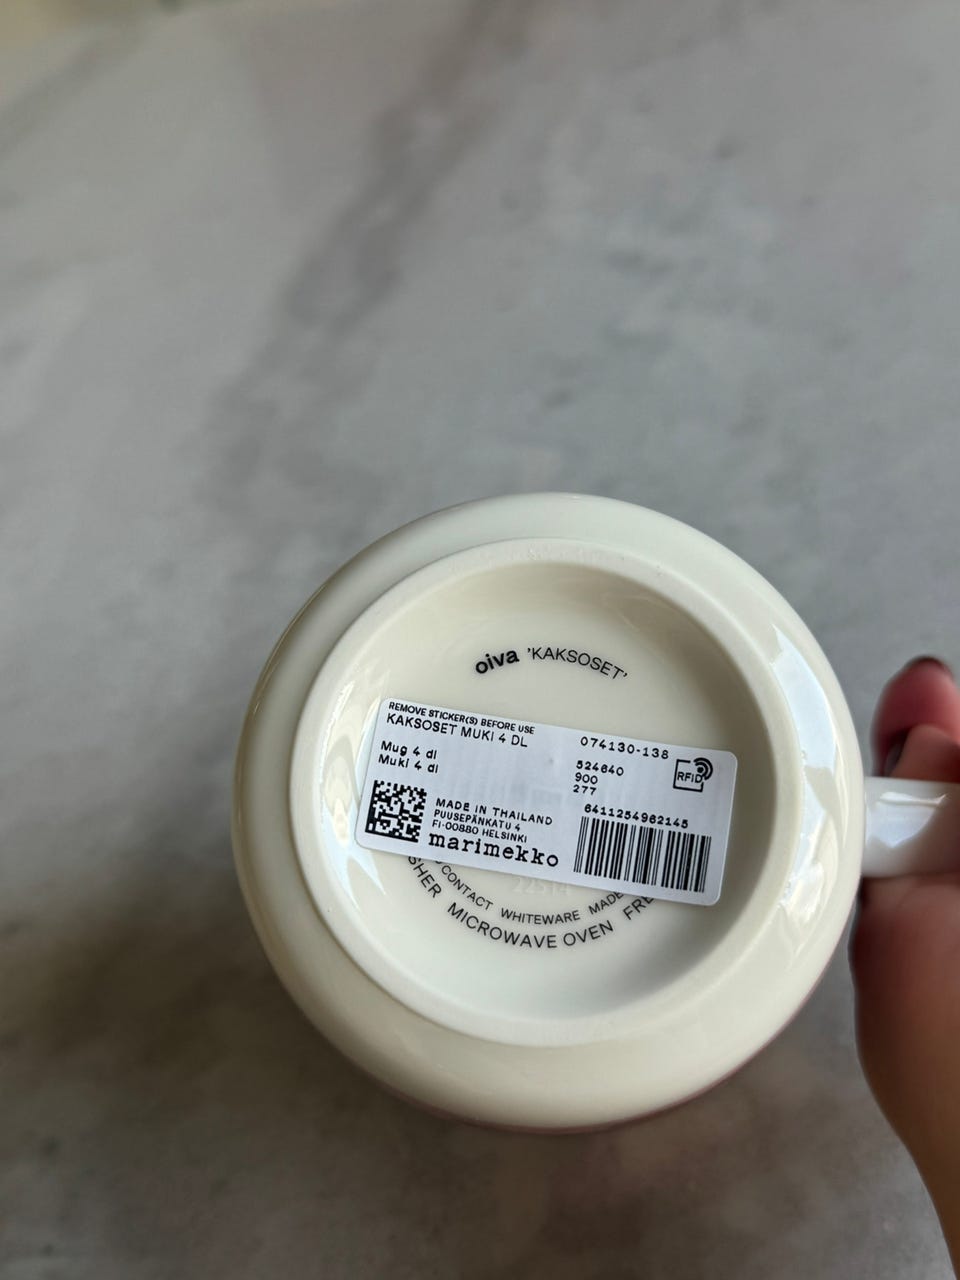 oiva 'KAKSOSET'
REMOVE STICKER(S) BEFORE USE
KAKSOSET MUKI 4 DL
074130-138
Mug 4 dl
Muki 4 dl
524640
900
277
RFID
6411254962145
MADE IN THAILAND
PUUSEPÄNKATU 4
FI-00880 HELSINKI
marimekko
CONTACT WHITEWARE MADE
MICROWAVE OVEN